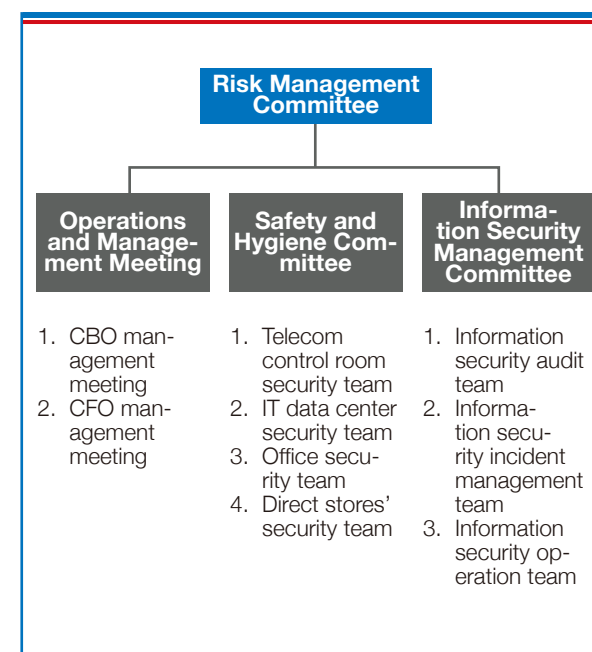 Risk Management
Committee
Operations
and Manage-
ment Meeting
Safety and
Hygiene Com-
mittee
Informa-
tion Security
Management
Committee
1. CBO man-
agement
meeting
2. CFO man-
agement
meeting
1. Telecom
control room
security team
2. IT data center
security team
3. Office secu-
rity team
4. Direct stores’
security team
1. Information
security audit
team
2. Informa-
tion secu-
rity incident
management
team
3. Information
security op-
eration team